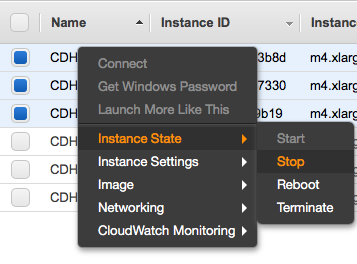 Name Instance ID Instanc
CDH 3b8d m4.xlarg
Connect
CDH 7330 m4.xlarg
Get Windows Password
CDH 9b19 m4.xlarg
Launch More Like This
CDH Instance State Start
CDH Instance Settings Stop
CDH Image Reboot
Networking Terminate
CloudWatch Monitoring